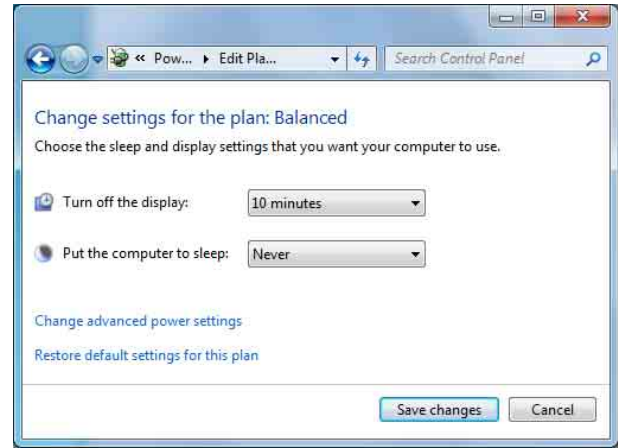 « Pow... ▸ Edit Pla...
Search Control Panel
Change settings for the plan: Balanced
Choose the sleep and display settings that you want your computer to use.
Turn off the display: 10 minutes
Put the computer to sleep: Never
Change advanced power settings
Restore default settings for this plan
Save changes Cancel